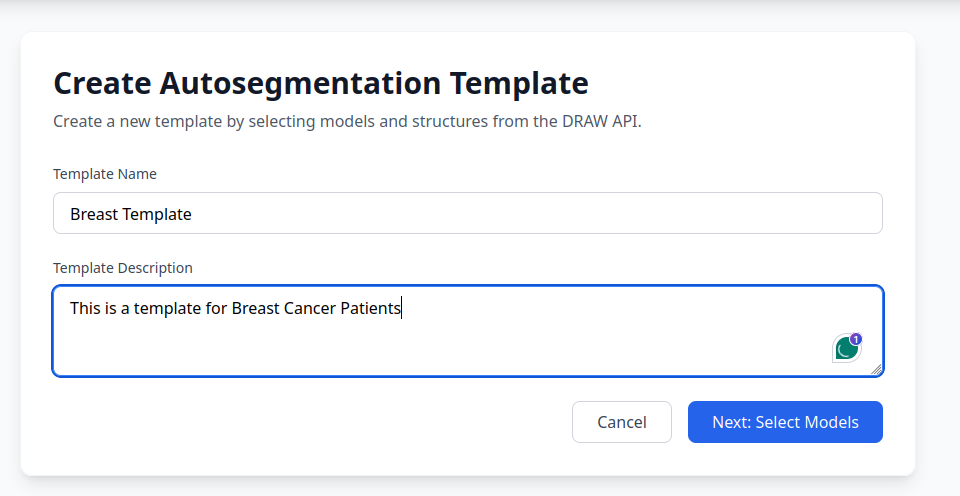 Create Autosegmentation Template
Create a new template by selecting models and structures from the DRAW API.
Template Name
Breast Template
Template Description
This is a template for Breast Cancer Patients
1
Cancel
Next: Select Models